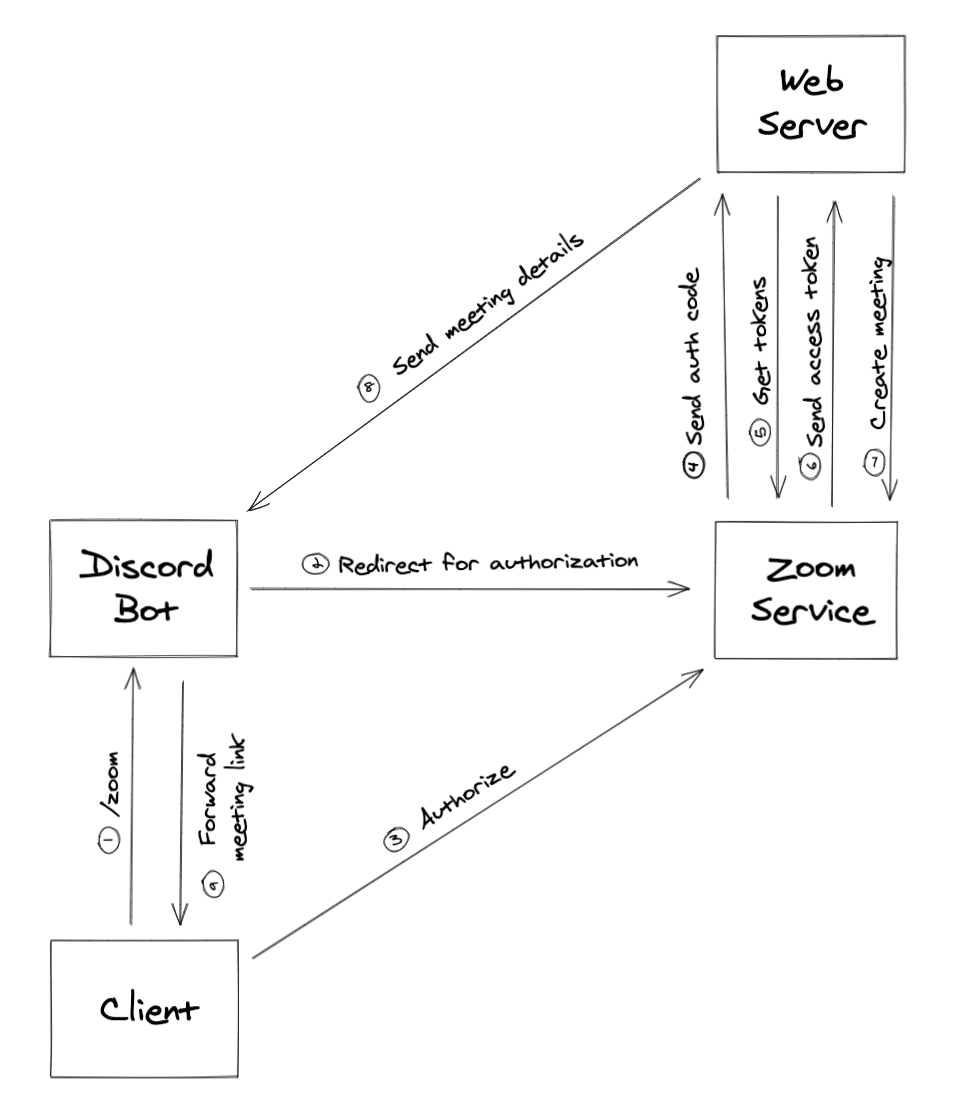 Web
Server
8 Send meeting details
4 Send auth code
5 Get tokens
6 Send access token
7 Create meeting
Discord
Bot
2 Redirect for authorization
Zoom
Service
1 /zoom
9 Forward
meeting link
3 Authorize
Client